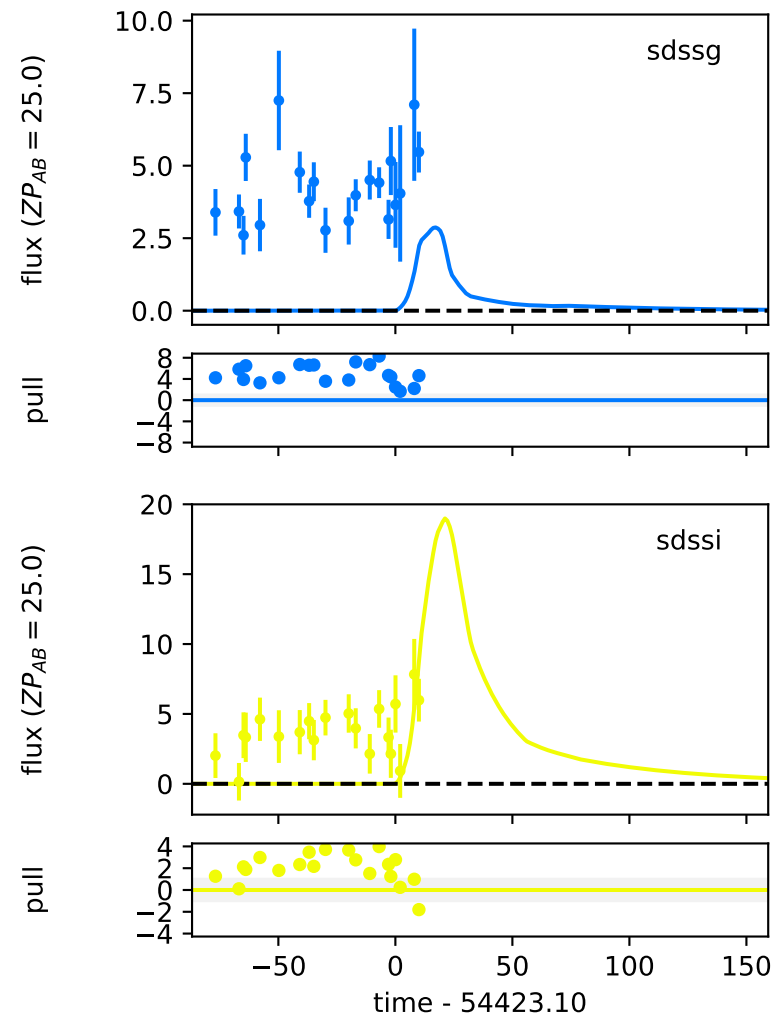 10.0
7.5
5.0
2.5
0.0
flux (ZP_AB = 25.0)
sdssg
8
4
0
−4
−8
pull
20
15
10
5
0
flux (ZP_AB = 25.0)
sdssi
4
2
0
−2
−4
pull
−50 0 50 100 150
time - 54423.10